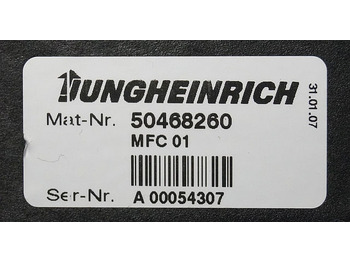 JUNGHEINRICH
Mat-Nr. 50468260
MFC 01
Ser-Nr. A 00054307
31.01.07